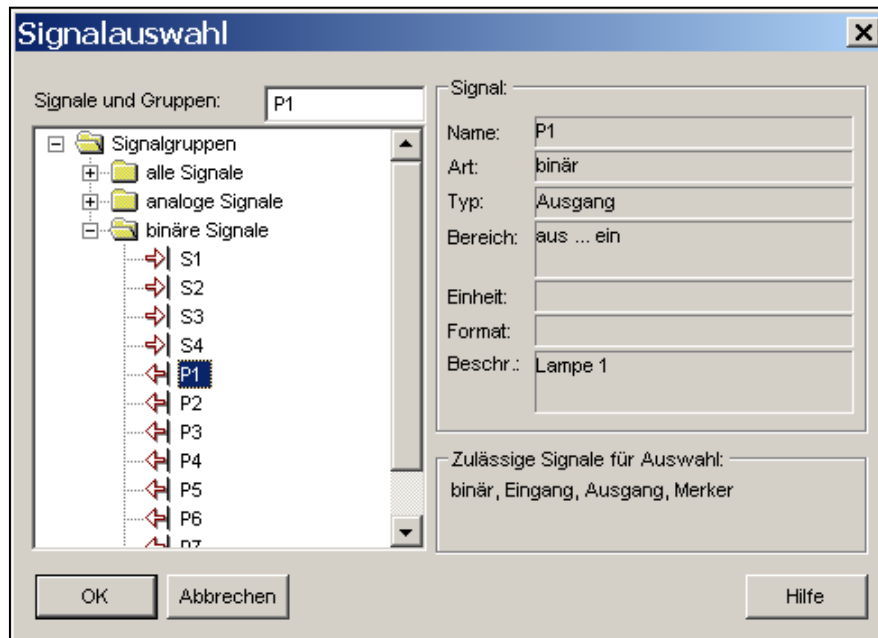 Signalauswahl
Signale und Gruppen: P1
Signalgruppen
alle Signale
analoge Signale
binäre Signale
S1
S2
S3
S4
P1
P2
P3
P4
P5
P6
P7
Signal:
Name: P1
Art: binär
Typ: Ausgang
Bereich: aus ... ein
Einheit:
Format:
Beschr.: Lampe 1
Zulässige Signale für Auswahl:
binär, Eingang, Ausgang, Merker
OK Abbrechen Hilfe